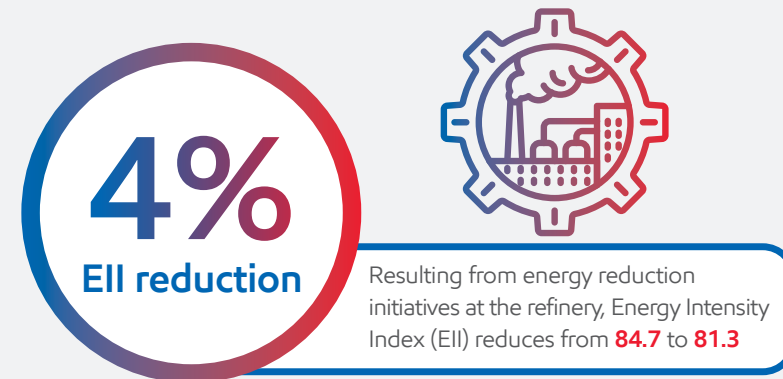 4%
EII reduction
Resulting from energy reduction
initiatives at the refinery, Energy Intensity
Index (EII) reduces from 84.7 to 81.3